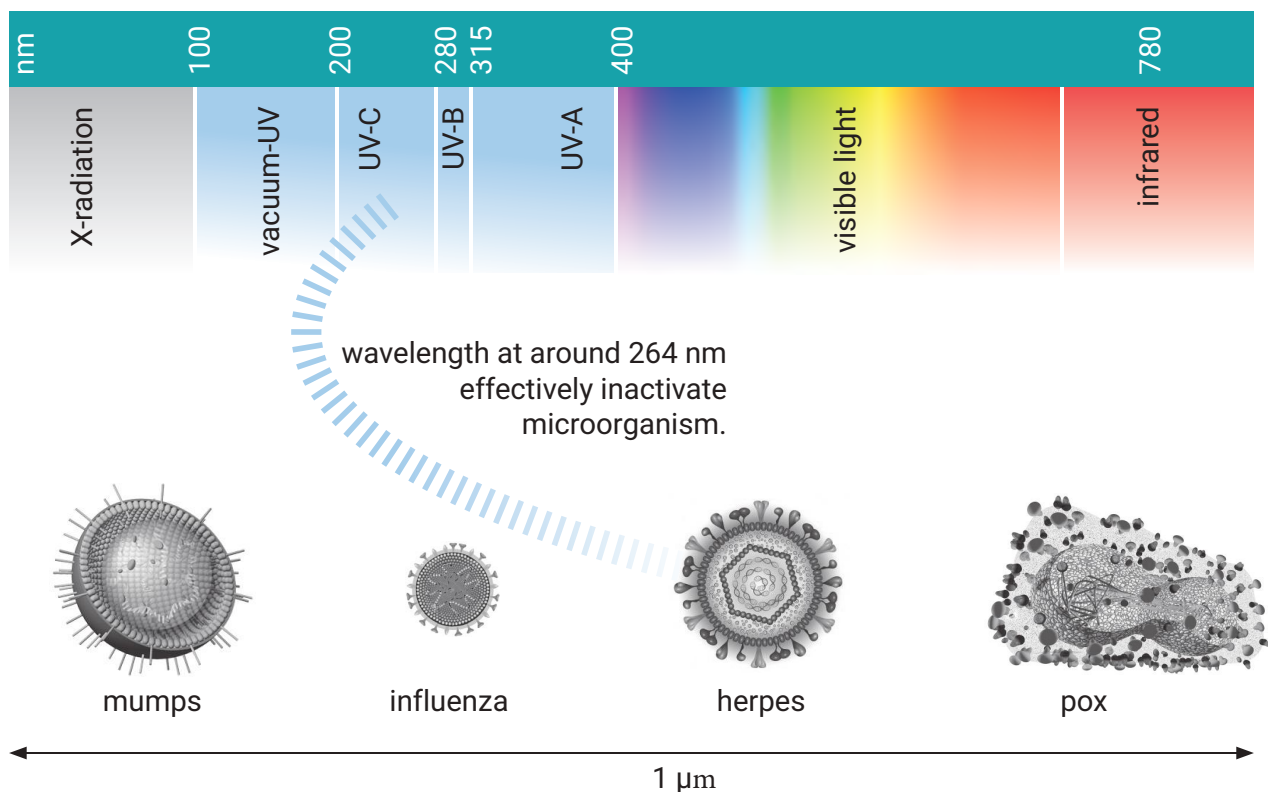 nm
100
200
280
315
400
780
X-radiation
vacuum-UV
UV-C
UV-B
UV-A
visible light
infrared
wavelength at around 264 nm
effectively inactivate
microorganism.
mumps
influenza
herpes
pox
1 µm